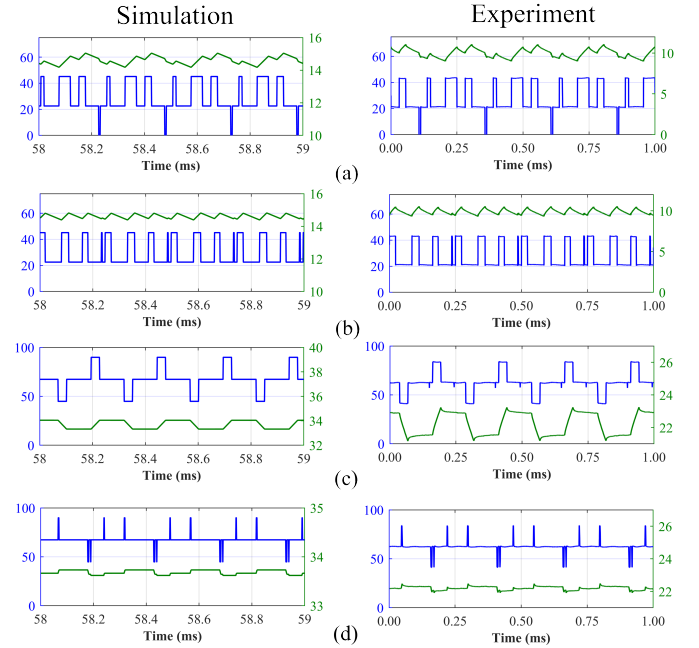 Simulation Experiment
60 40 20 0 16 14 12 10 60 40 20 0 10 5 0
58 58.2 58.4 58.6 58.8 59 0.00 0.25 0.50 0.75 1.00
Time (ms) Time (ms)
(a)
60 40 20 0 16 14 12 10 60 40 20 0 10 5 0
58 58.2 58.4 58.6 58.8 59 0.00 0.25 0.50 0.75 1.00
Time (ms) Time (ms)
(b)
100 50 0 40 38 36 34 32 100 50 0 26 24 22
58 58.2 58.4 58.6 58.8 59 0.00 0.25 0.50 0.75 1.00
Time (ms) Time (ms)
(c)
100 50 0 35 34 33 100 50 0 26 24 22
58 58.2 58.4 58.6 58.8 59 0.00 0.25 0.50 0.75 1.00
Time (ms) Time (ms)
(d)